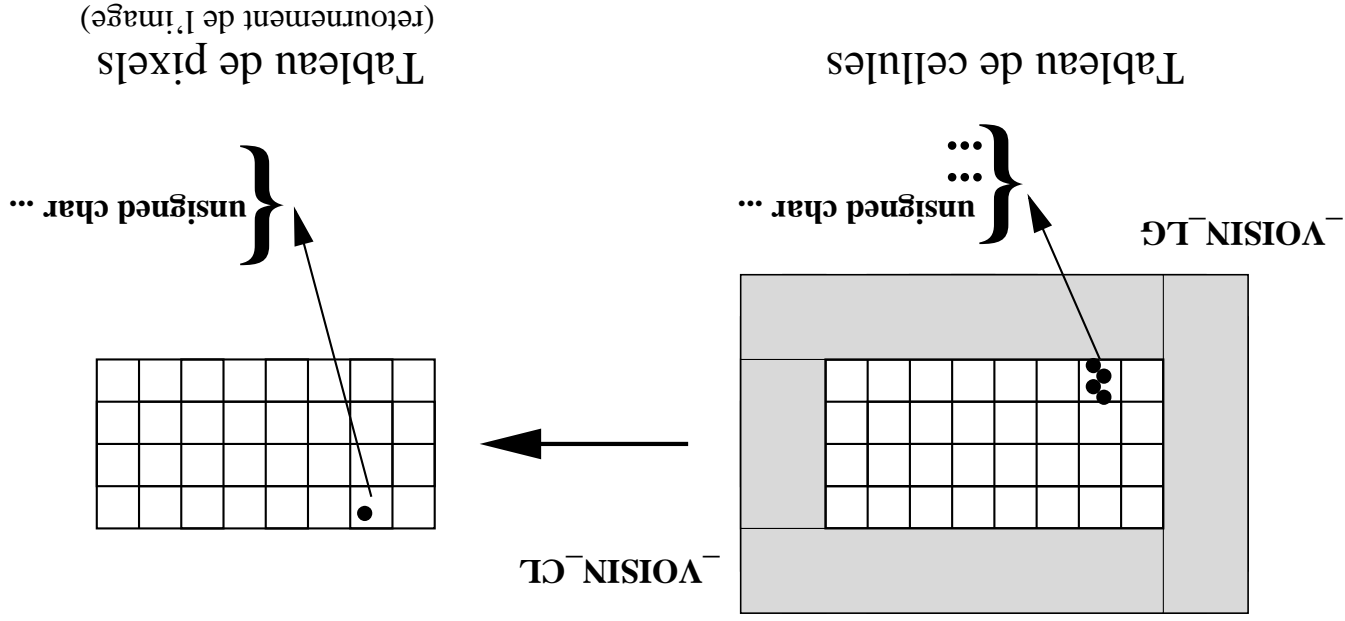 _VOISIN_CL
_VOISIN_LG
unsigned char ...
...
...
unsigned char ...
Tableau de cellules
Tableau de pixels
(retournement de l'image)